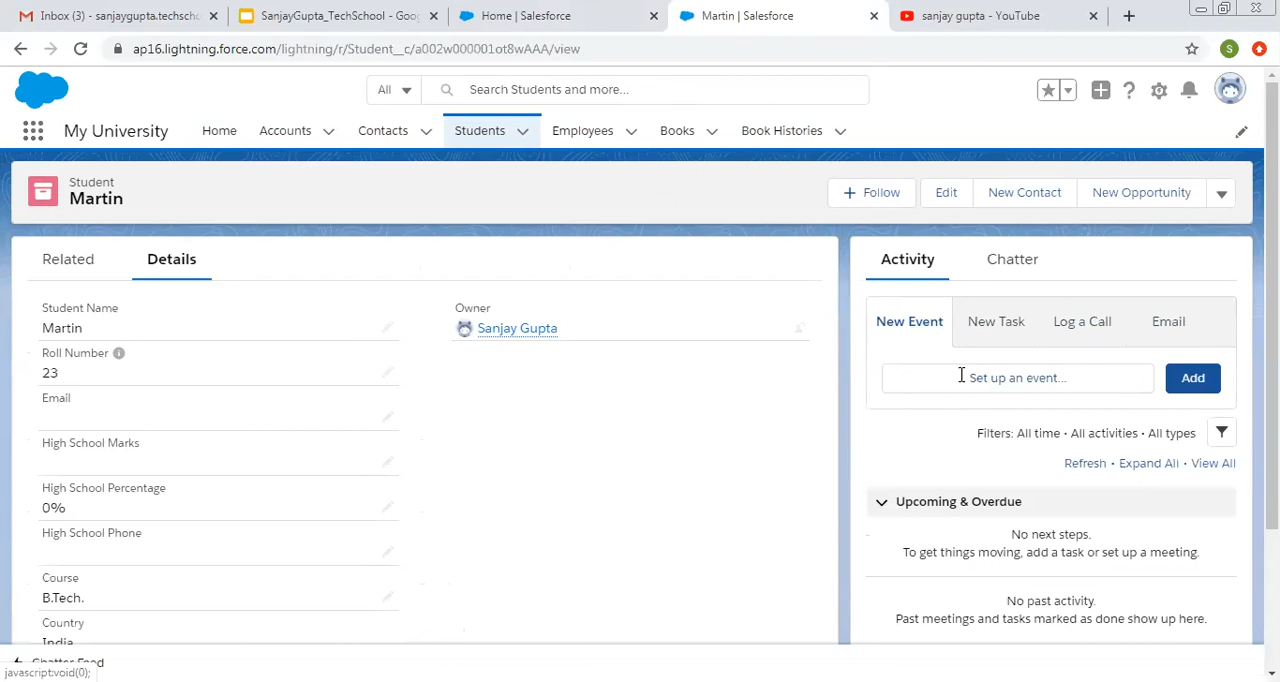 Inbox (3) - sanjaygupta.techscho
SanjayGupta_TechSchool - Goog
Home | Salesforce
Martin | Salesforce
sanjay gupta - YouTube
ap16.lightning.force.com/lightning/r/Student__c/a002w000001ot8wAAA/view
S
All
Search Students and more...
My University
Home
Accounts
Contacts
Students
Employees
Books
Book Histories
Student
Martin
+ Follow
Edit
New Contact
New Opportunity
Related
Details
Student Name
Martin
Owner
Sanjay Gupta
Roll Number
23
Email
High School Marks
High School Percentage
0%
High School Phone
Course
B.Tech.
Country
India
Activity
Chatter
New Event
New Task
Log a Call
Email
Set up an event...
Add
Filters: All time • All activities • All types
Refresh • Expand All • View All
Upcoming & Overdue
No next steps.
To get things moving, add a task or set up a meeting.
No past activity.
Past meetings and tasks marked as done show up here.
Chatter Feed
javascript:void(0);